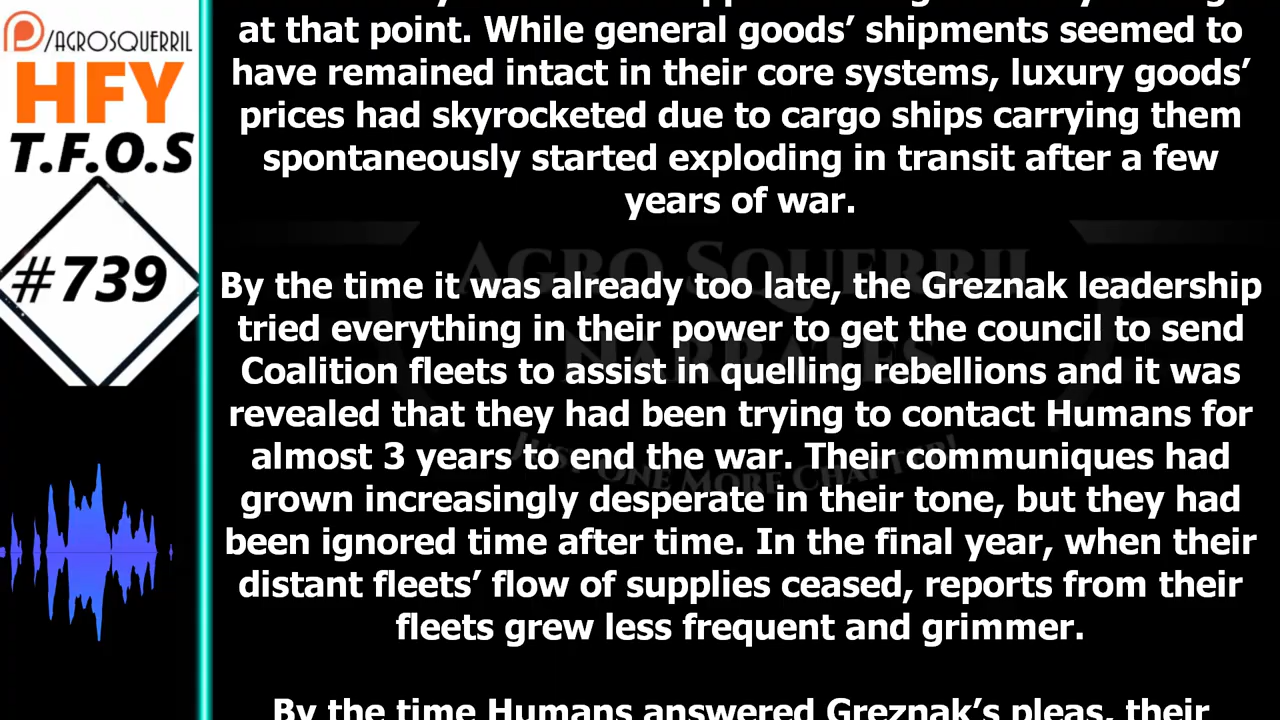 /AGROSQUERRIL
HFY
T.F.O.S
#739
at that point. While general goods’ shipments seemed to
have remained intact in their core systems, luxury goods’
prices had skyrocketed due to cargo ships carrying them
spontaneously started exploding in transit after a few
years of war.
By the time it was already too late, the Greznak leadership
tried everything in their power to get the council to send
Coalition fleets to assist in quelling rebellions and it was
revealed that they had been trying to contact Humans for
almost 3 years to end the war. Their communiques had
grown increasingly desperate in their tone, but they had
been ignored time after time. In the final year, when their
distant fleets’ flow of supplies ceased, reports from their
fleets grew less frequent and grimmer.
By the time Humans answered Greznak’s pleas, their
AGRO SQUERRIL
NARRATES
JUST ONE MORE CHAPTER!